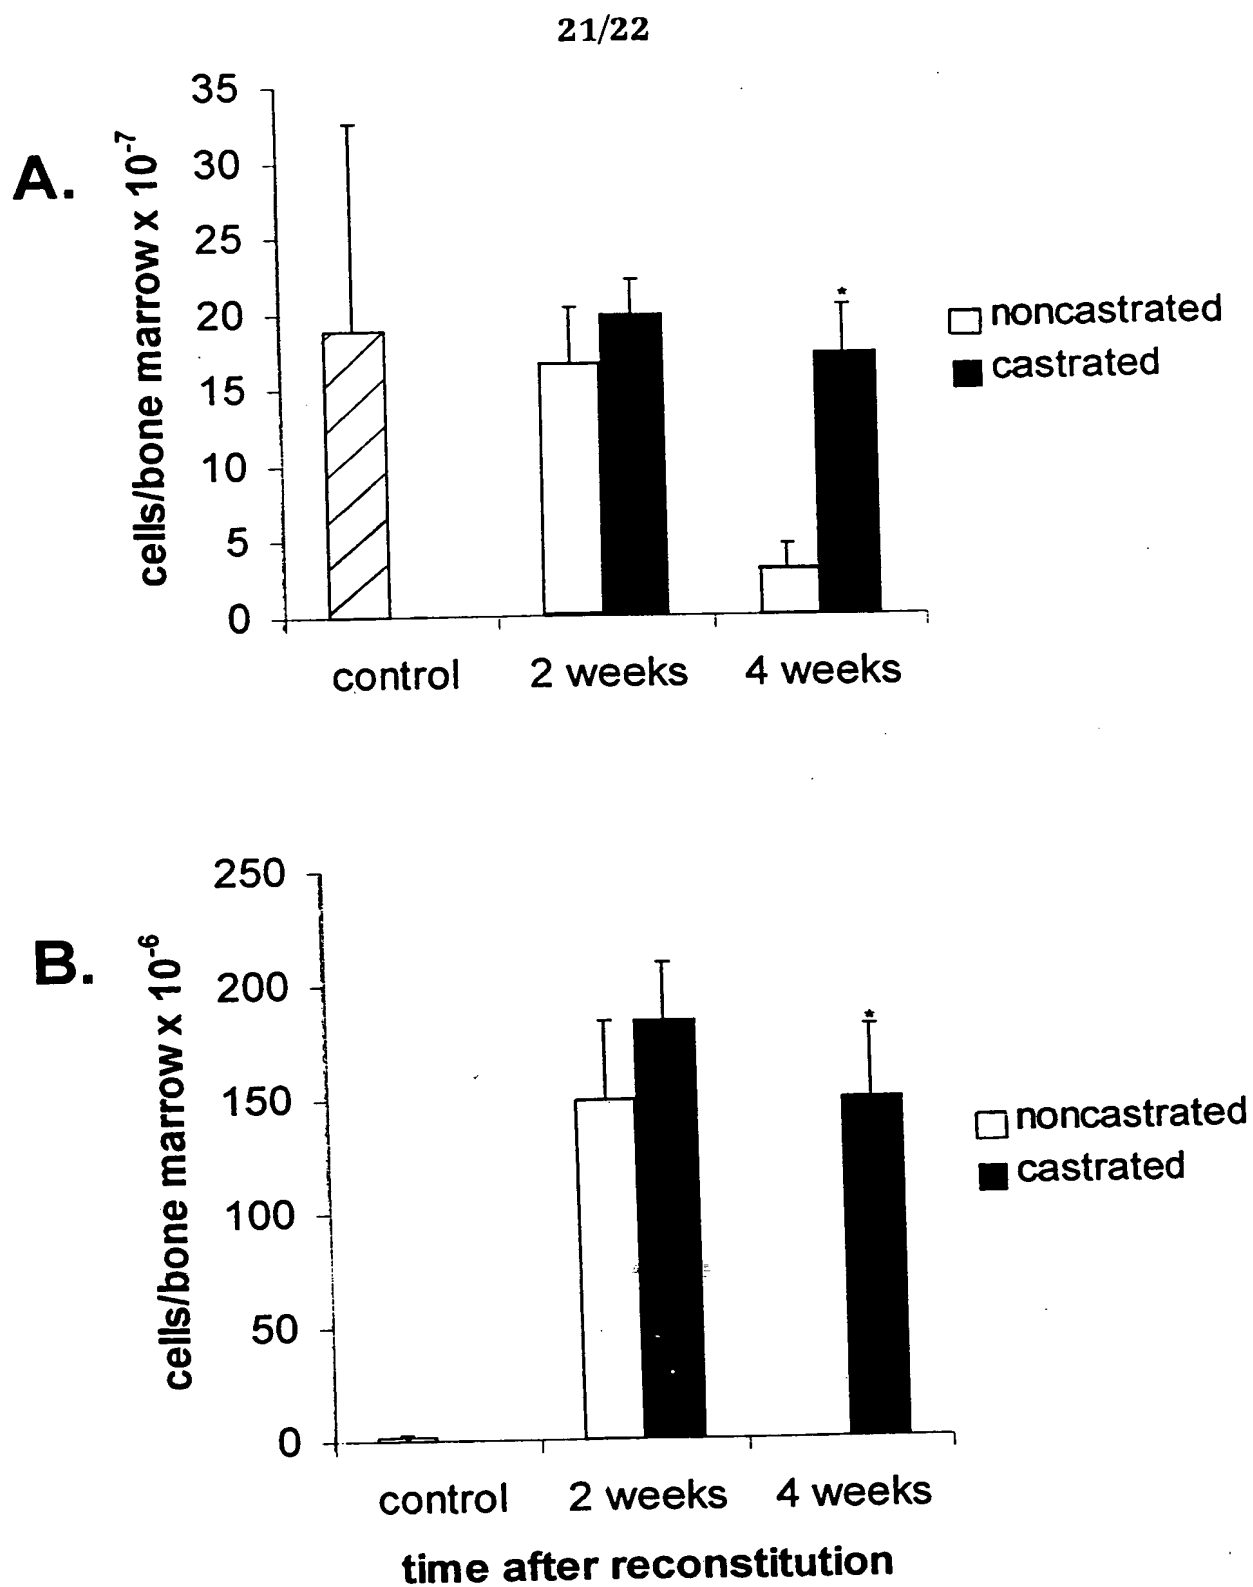 21/22
A.
cells/bone marrow x 10-7
35
30
25
20
15
10
5
0
*
control
2 weeks
4 weeks
noncastrated
castrated
B.
cells/bone marrow x 10-6
250
200
150
100
50
0
*
control
2 weeks
4 weeks
noncastrated
castrated
time after reconstitution